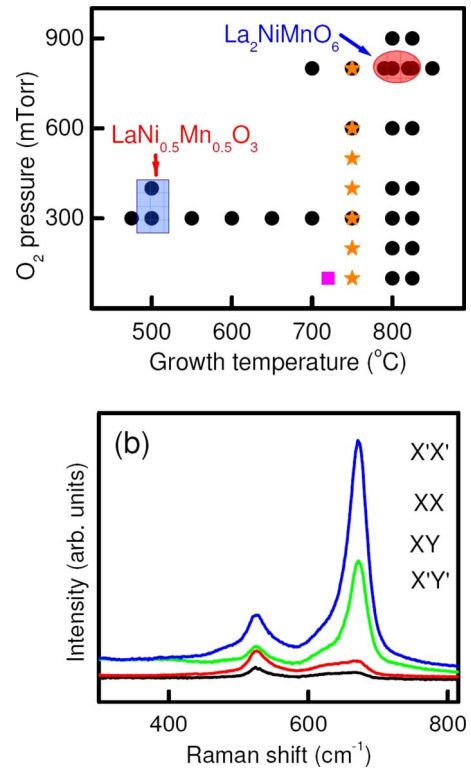 900
600
300
O2 pressure (mTorr)
La2NiMnO6
LaNi0.5Mn0.5O3
500 600 700 800
Growth temperature (oC)
(b)
X'X'
XX
XY
X'Y'
Intensity (arb. units)
400 600 800
Raman shift (cm-1)